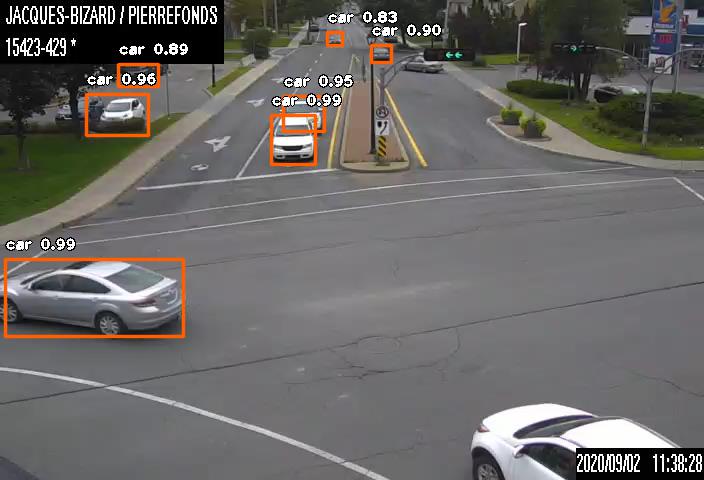 JACQUES-BIZARD / PIERREFONDS
15423-429 *
car 0.83
car 0.90
car 0.89
car 0.96
car 0.95
car 0.99
car 0.99
2020/09/02 11:38:28